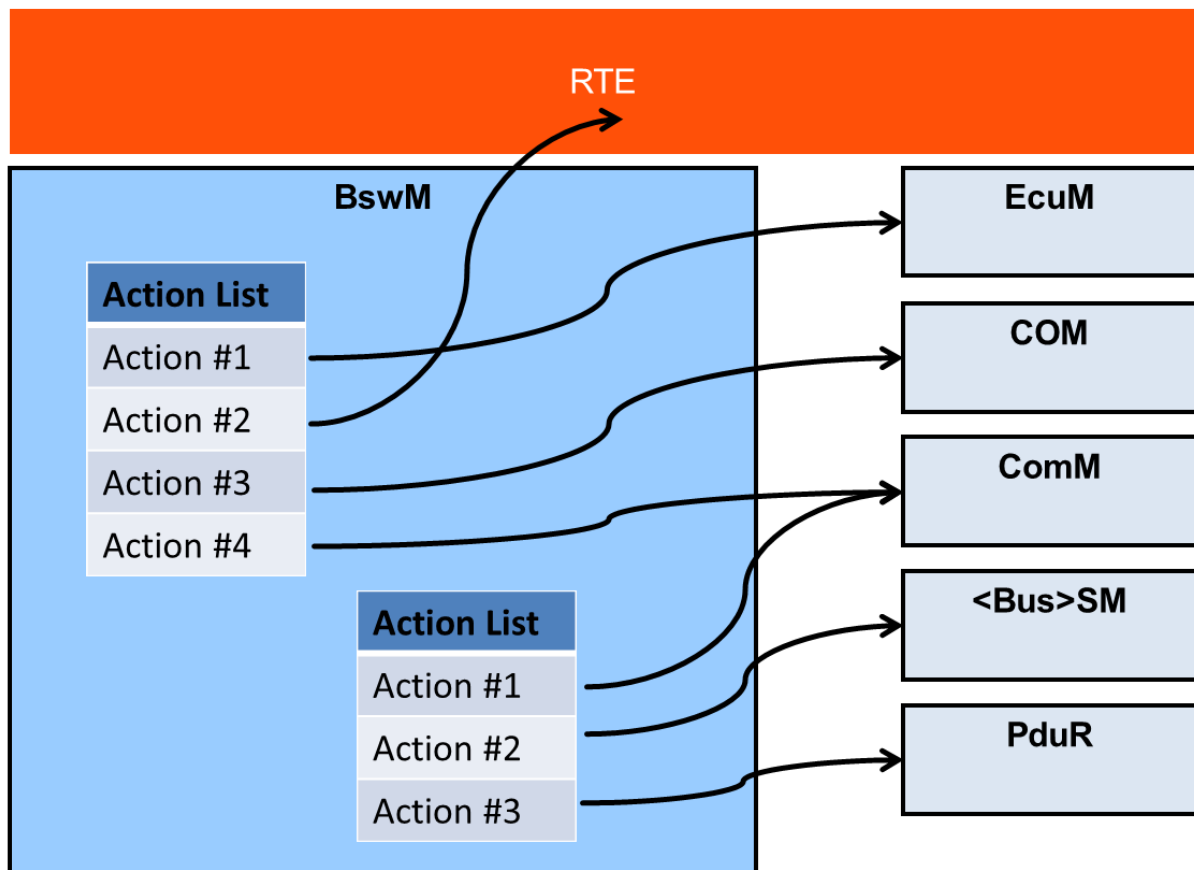 RTE
BswM
Action List
Action #1
Action #2
Action #3
Action #4
Action List
Action #1
Action #2
Action #3
EcuM
COM
ComM
<Bus>SM
PduR